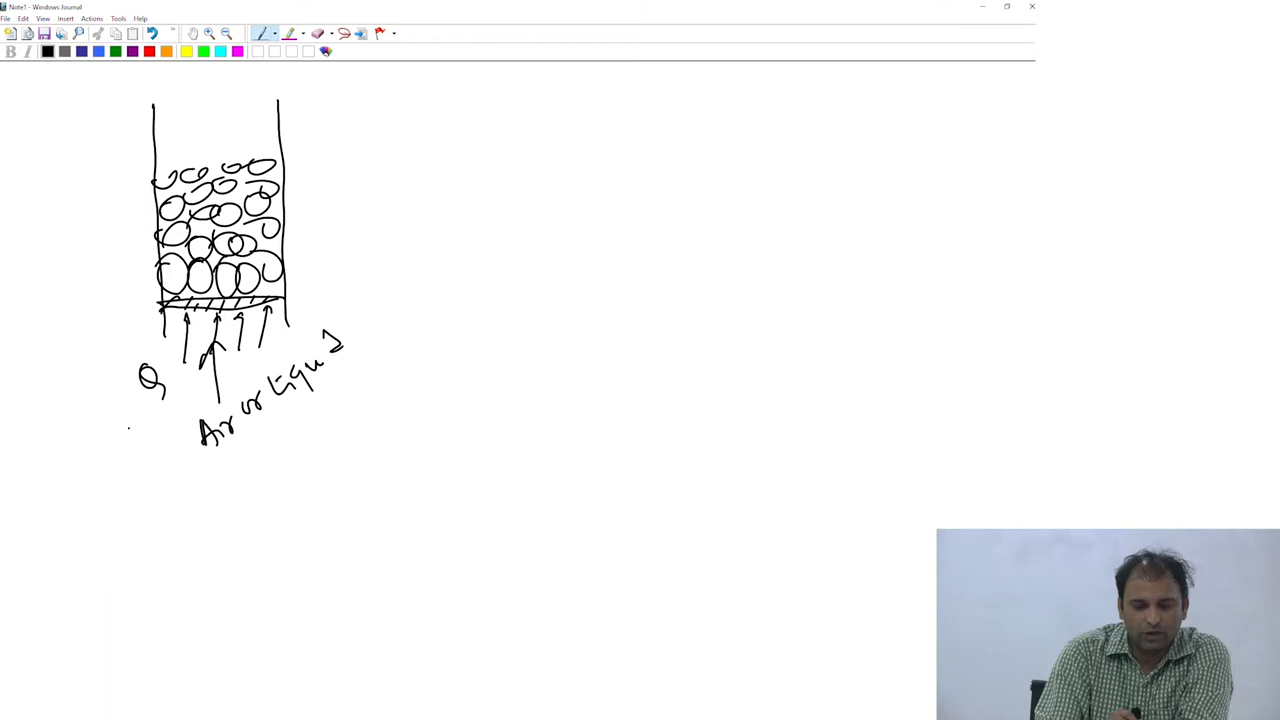 Note1 - Windows Journal
File Edit View Insert Actions Tools Help
B I
Q
Air or Liquid